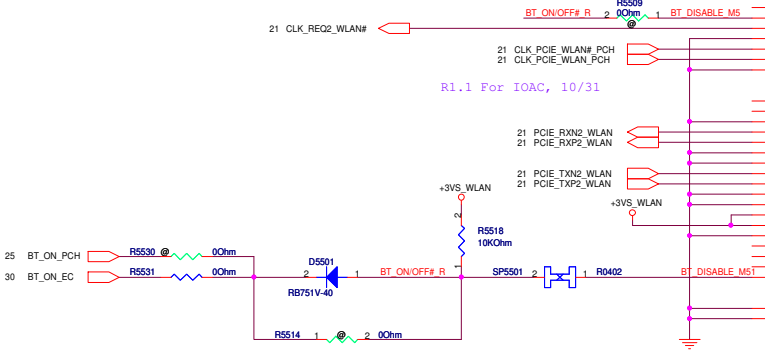 R5509
BT_ON/OFF#_R 2 0Ohm 1 BT_DISABLE_M5
@
21 CLK_REQ2_WLAN#
21 CLK_PCIE_WLAN#_PCH
21 CLK_PCIE_WLAN_PCH
R1.1 For IOAC, 10/31
21 PCIE_RXN2_WLAN
21 PCIE_RXP2_WLAN
21 PCIE_TXN2_WLAN
21 PCIE_TXP2_WLAN
+3VS_WLAN
+3VS_WLAN
2
R5518
10KOhm
1
25 BT_ON_PCH R5530 @ 0Ohm
30 BT_ON_EC R5531 0Ohm
D5501
2 1 BT_ON/OFF#_R
RB751V-40
SP5501 2 1 R0402 BT_DISABLE_M51
R5514 1 @ 2 0Ohm